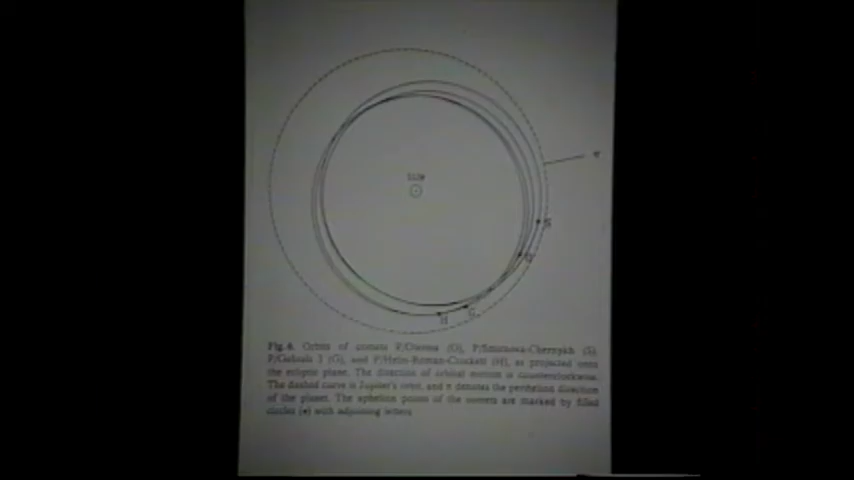 π
S
O
G
H
Fig. 6. Orbits of comets P/Oterma (O), P/Smirnova-Chernykh (S),
P/Gehrels 3 (G), and P/Helin-Roman-Crockett (H), as projected onto
the ecliptic plane. The direction of orbital motion is counterclockwise.
The dashed curve is Jupiter's orbit, and π denotes the perihelion direction
of the planet. The aphelion points of the comets are marked by filled
circles (•) with adjoining letters